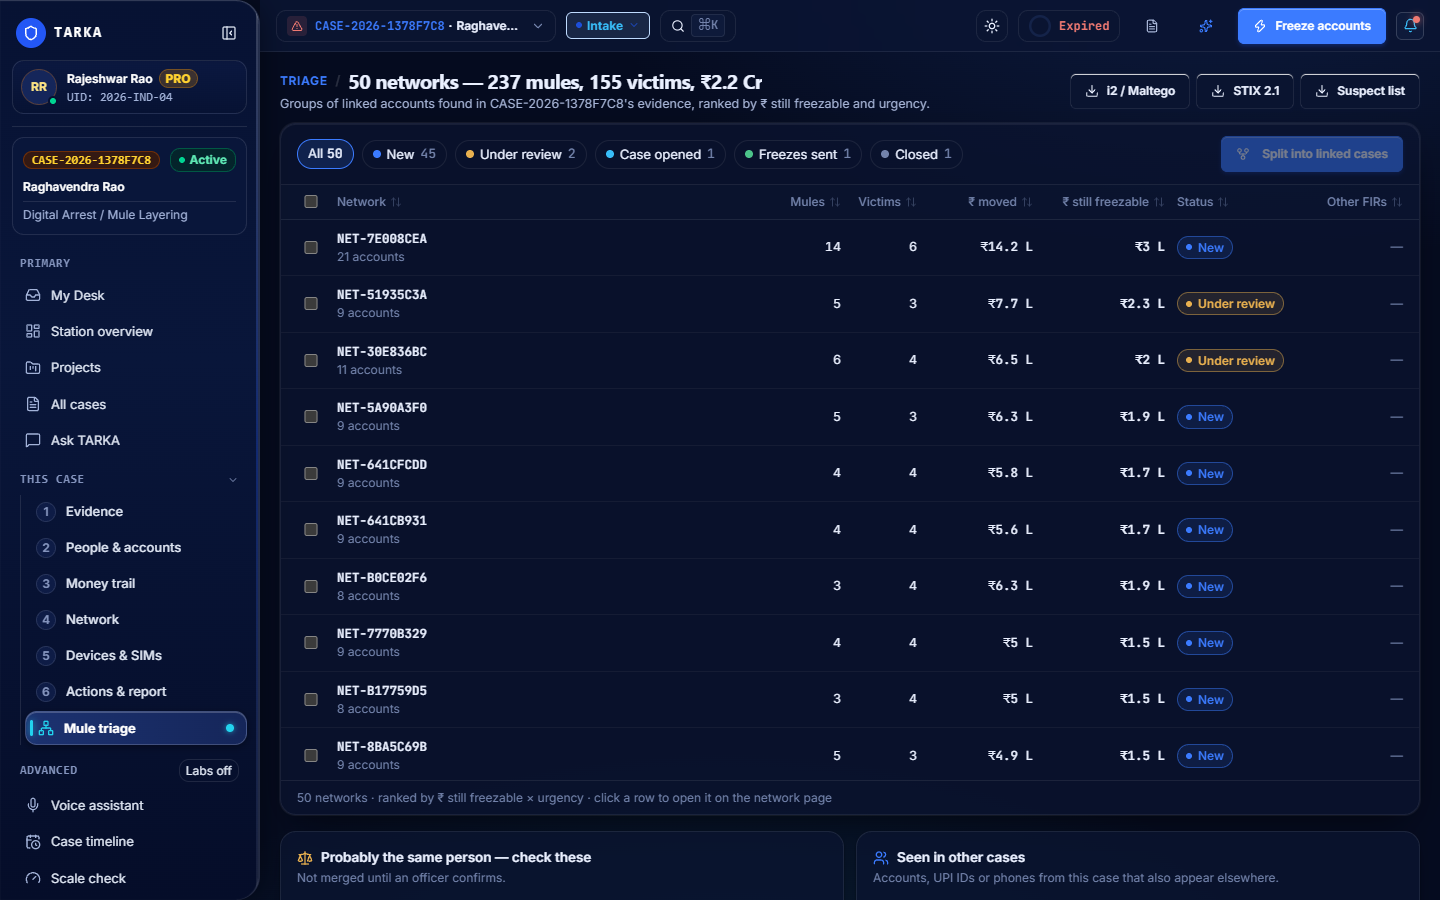 TARKA
Rajeshwar Rao PRO
RR
UID: 2026-IND-04
CASE-2026-1378F7C8 Active
Raghavendra Rao
Digital Arrest / Mule Layering
PRIMARY
My Desk
Station overview
Projects
All cases
Ask TARKA
THIS CASE
1 Evidence
2 People & accounts
3 Money trail
4 Network
5 Devices & SIMs
6 Actions & report
Mule triage
ADVANCED Labs off
Voice assistant
Case timeline
Scale check
CASE-2026-1378F7C8 · Raghave... Intake ⌘K Expired Freeze accounts
TRIAGE / 50 networks — 237 mules, 155 victims, ₹2.2 Cr
Groups of linked accounts found in CASE-2026-1378F7C8's evidence, ranked by ₹ still freezable and urgency.
i2 / Maltego STIX 2.1 Suspect list
All 50 New 45 Under review 2 Case opened 1 Freezes sent 1 Closed 1 Split into linked cases
Network Mules Victims ₹ moved ₹ still freezable Status Other FIRs
NET-7E008CEA 14 6 ₹14.2 L ₹3 L New —
21 accounts
NET-51935C3A 5 3 ₹7.7 L ₹2.3 L Under review —
9 accounts
NET-30E836BC 6 4 ₹6.5 L ₹2 L Under review —
11 accounts
NET-5A90A3F0 5 3 ₹6.3 L ₹1.9 L New —
9 accounts
NET-641CFCDD 4 4 ₹5.8 L ₹1.7 L New —
9 accounts
NET-641CB931 4 4 ₹5.6 L ₹1.7 L New —
9 accounts
NET-B0CE02F6 3 4 ₹6.3 L ₹1.9 L New —
8 accounts
NET-7770B329 4 4 ₹5 L ₹1.5 L New —
9 accounts
NET-B17759D5 3 4 ₹5 L ₹1.5 L New —
8 accounts
NET-8BA5C69B 5 3 ₹4.9 L ₹1.5 L New —
9 accounts
50 networks · ranked by ₹ still freezable × urgency · click a row to open it on the network page
Probably the same person — check these
Not merged until an officer confirms.
Seen in other cases
Accounts, UPI IDs or phones from this case that also appear elsewhere.